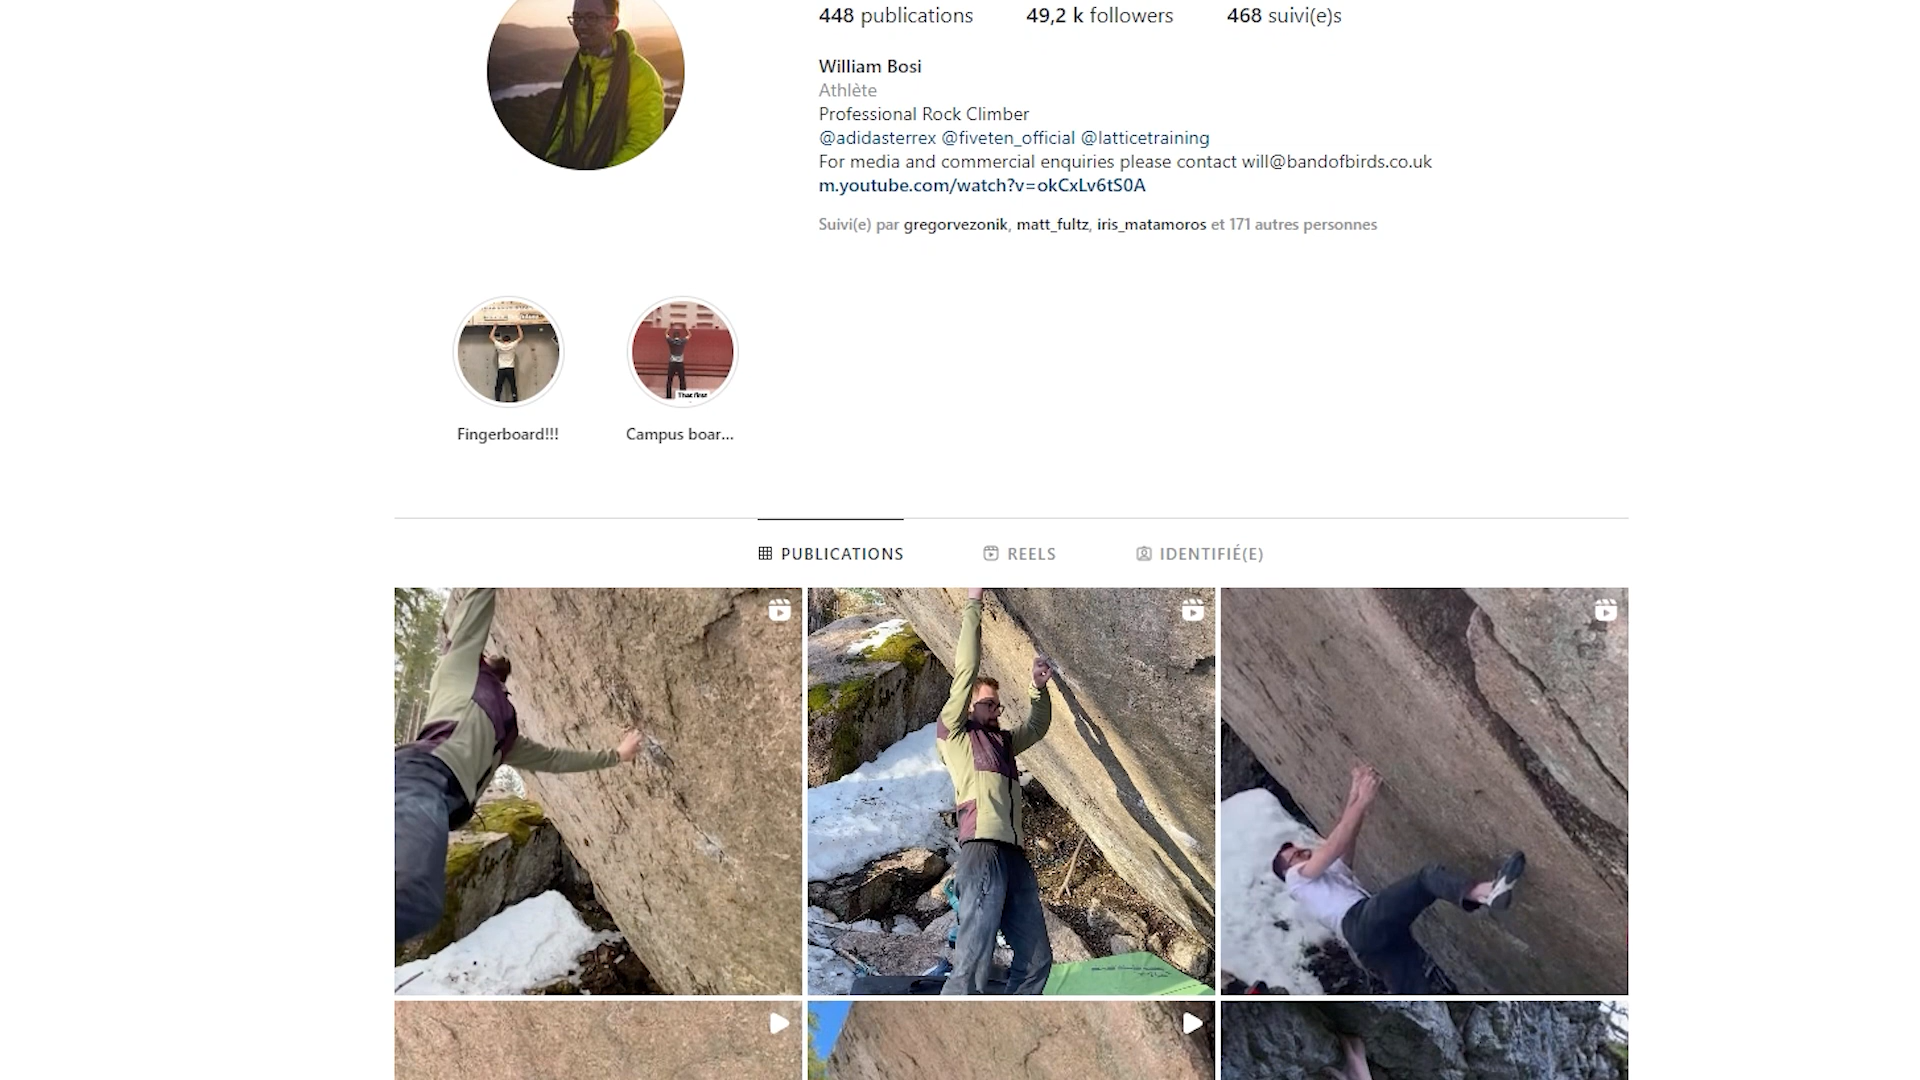 448 publications 49,2 k followers 468 suivi(e)s
William Bosi
Athlète
Professional Rock Climber
@adidasterrex @fiveten_official @latticetraining
For media and commercial enquiries please contact will@bandofbirds.co.uk
m.youtube.com/watch?v=okCxLv6tS0A
Suivi(e) par gregorvezonik, matt_fultz, iris_matamoros et 171 autres personnes
That first
Fingerboard!!! Campus boar...
PUBLICATIONS REELS IDENTIFIÉ(E)